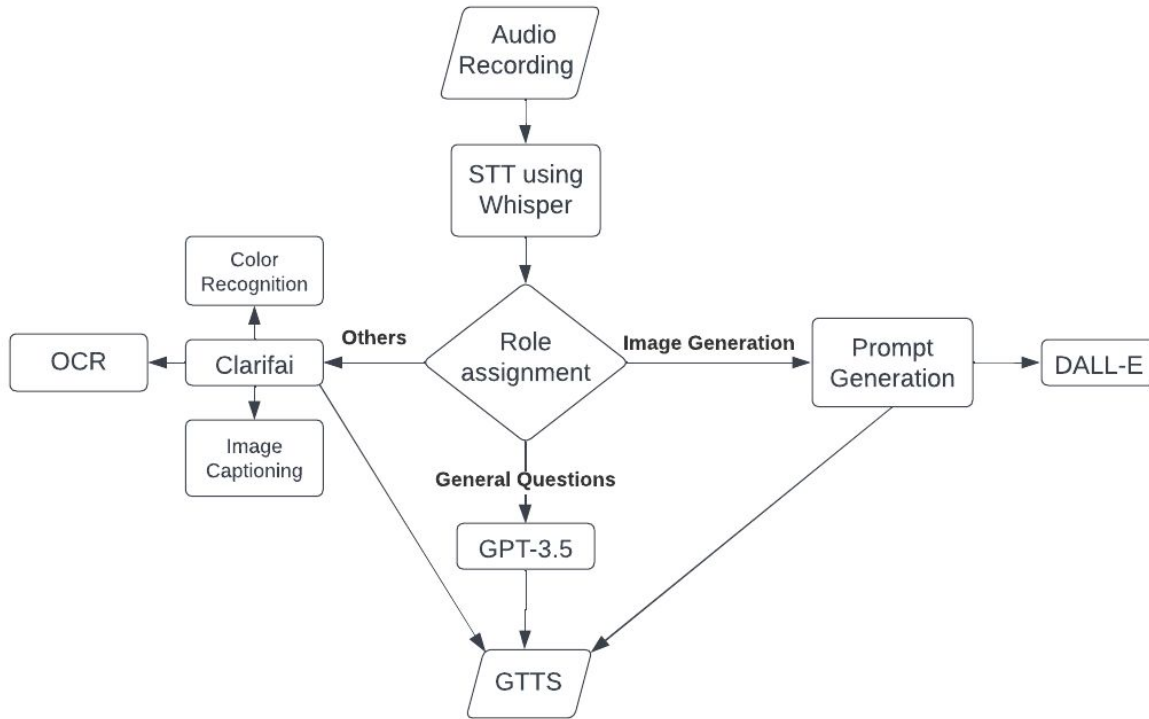 Audio
Recording
STT using
Whisper
Color
Recognition
Others
Role
assignment
Image Generation
Prompt
Generation
OCR
Clarifai
DALL-E
Image
Captioning
General Questions
GPT-3.5
GTTS